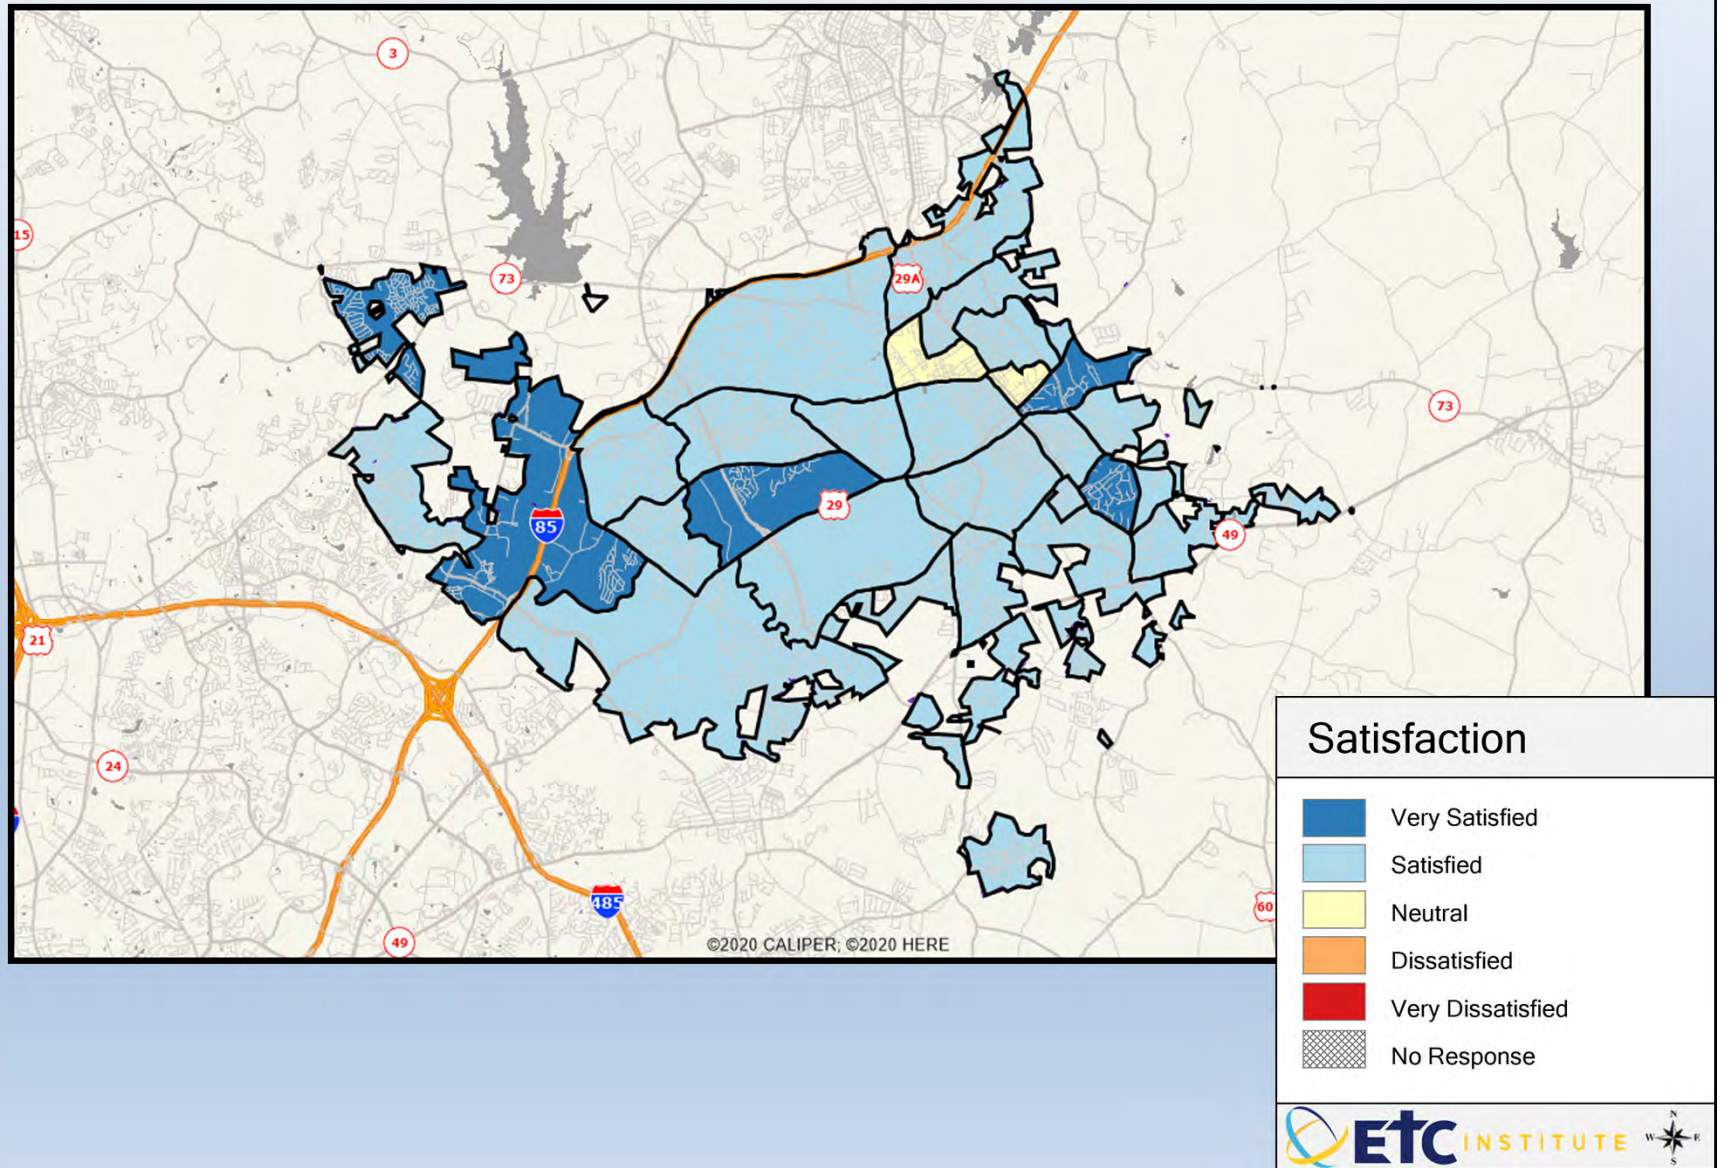 3
15
73
29A
73
29
85
49
21
24
485
49
60
©2020 CALIPER; ©2020 HERE
Satisfaction
Very Satisfied
Satisfied
Neutral
Dissatisfied
Very Dissatisfied
No Response
ETC INSTITUTE
N
W E
S